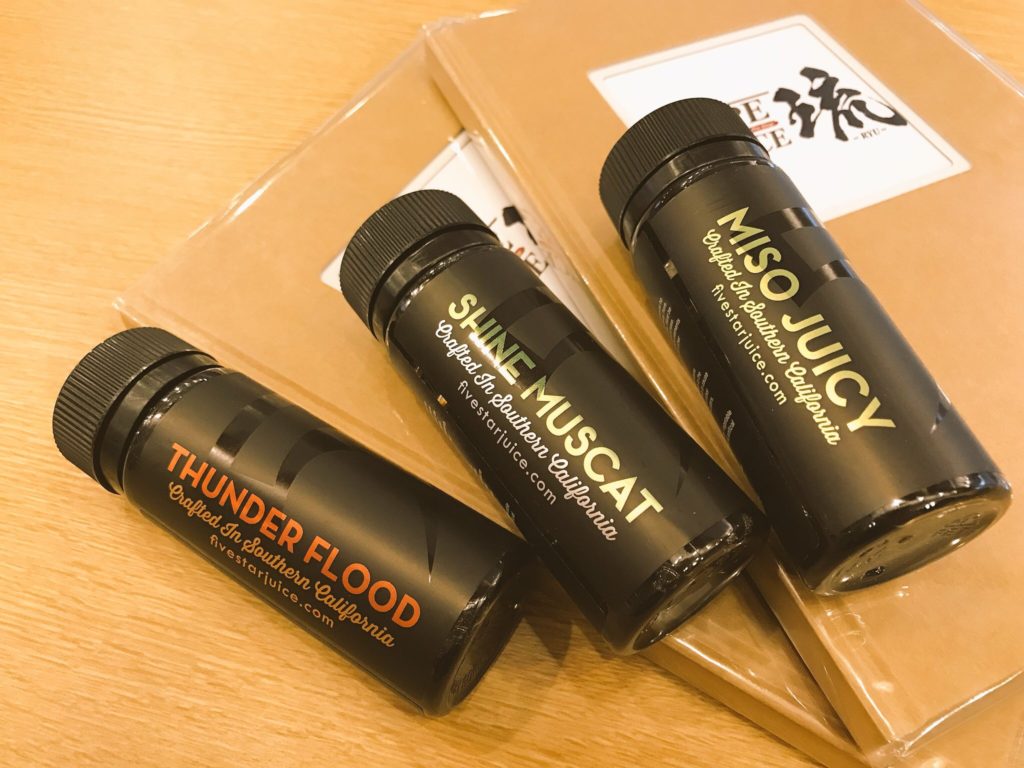 THUNDER FLOOD
Crafted In Southern California
fivestarjuice.com
SHINE MUSCAT
Crafted In Southern California
fivestarjuice.com
MISO JUICY
Crafted In Southern California
fivestarjuice.com
琉
~RYU~